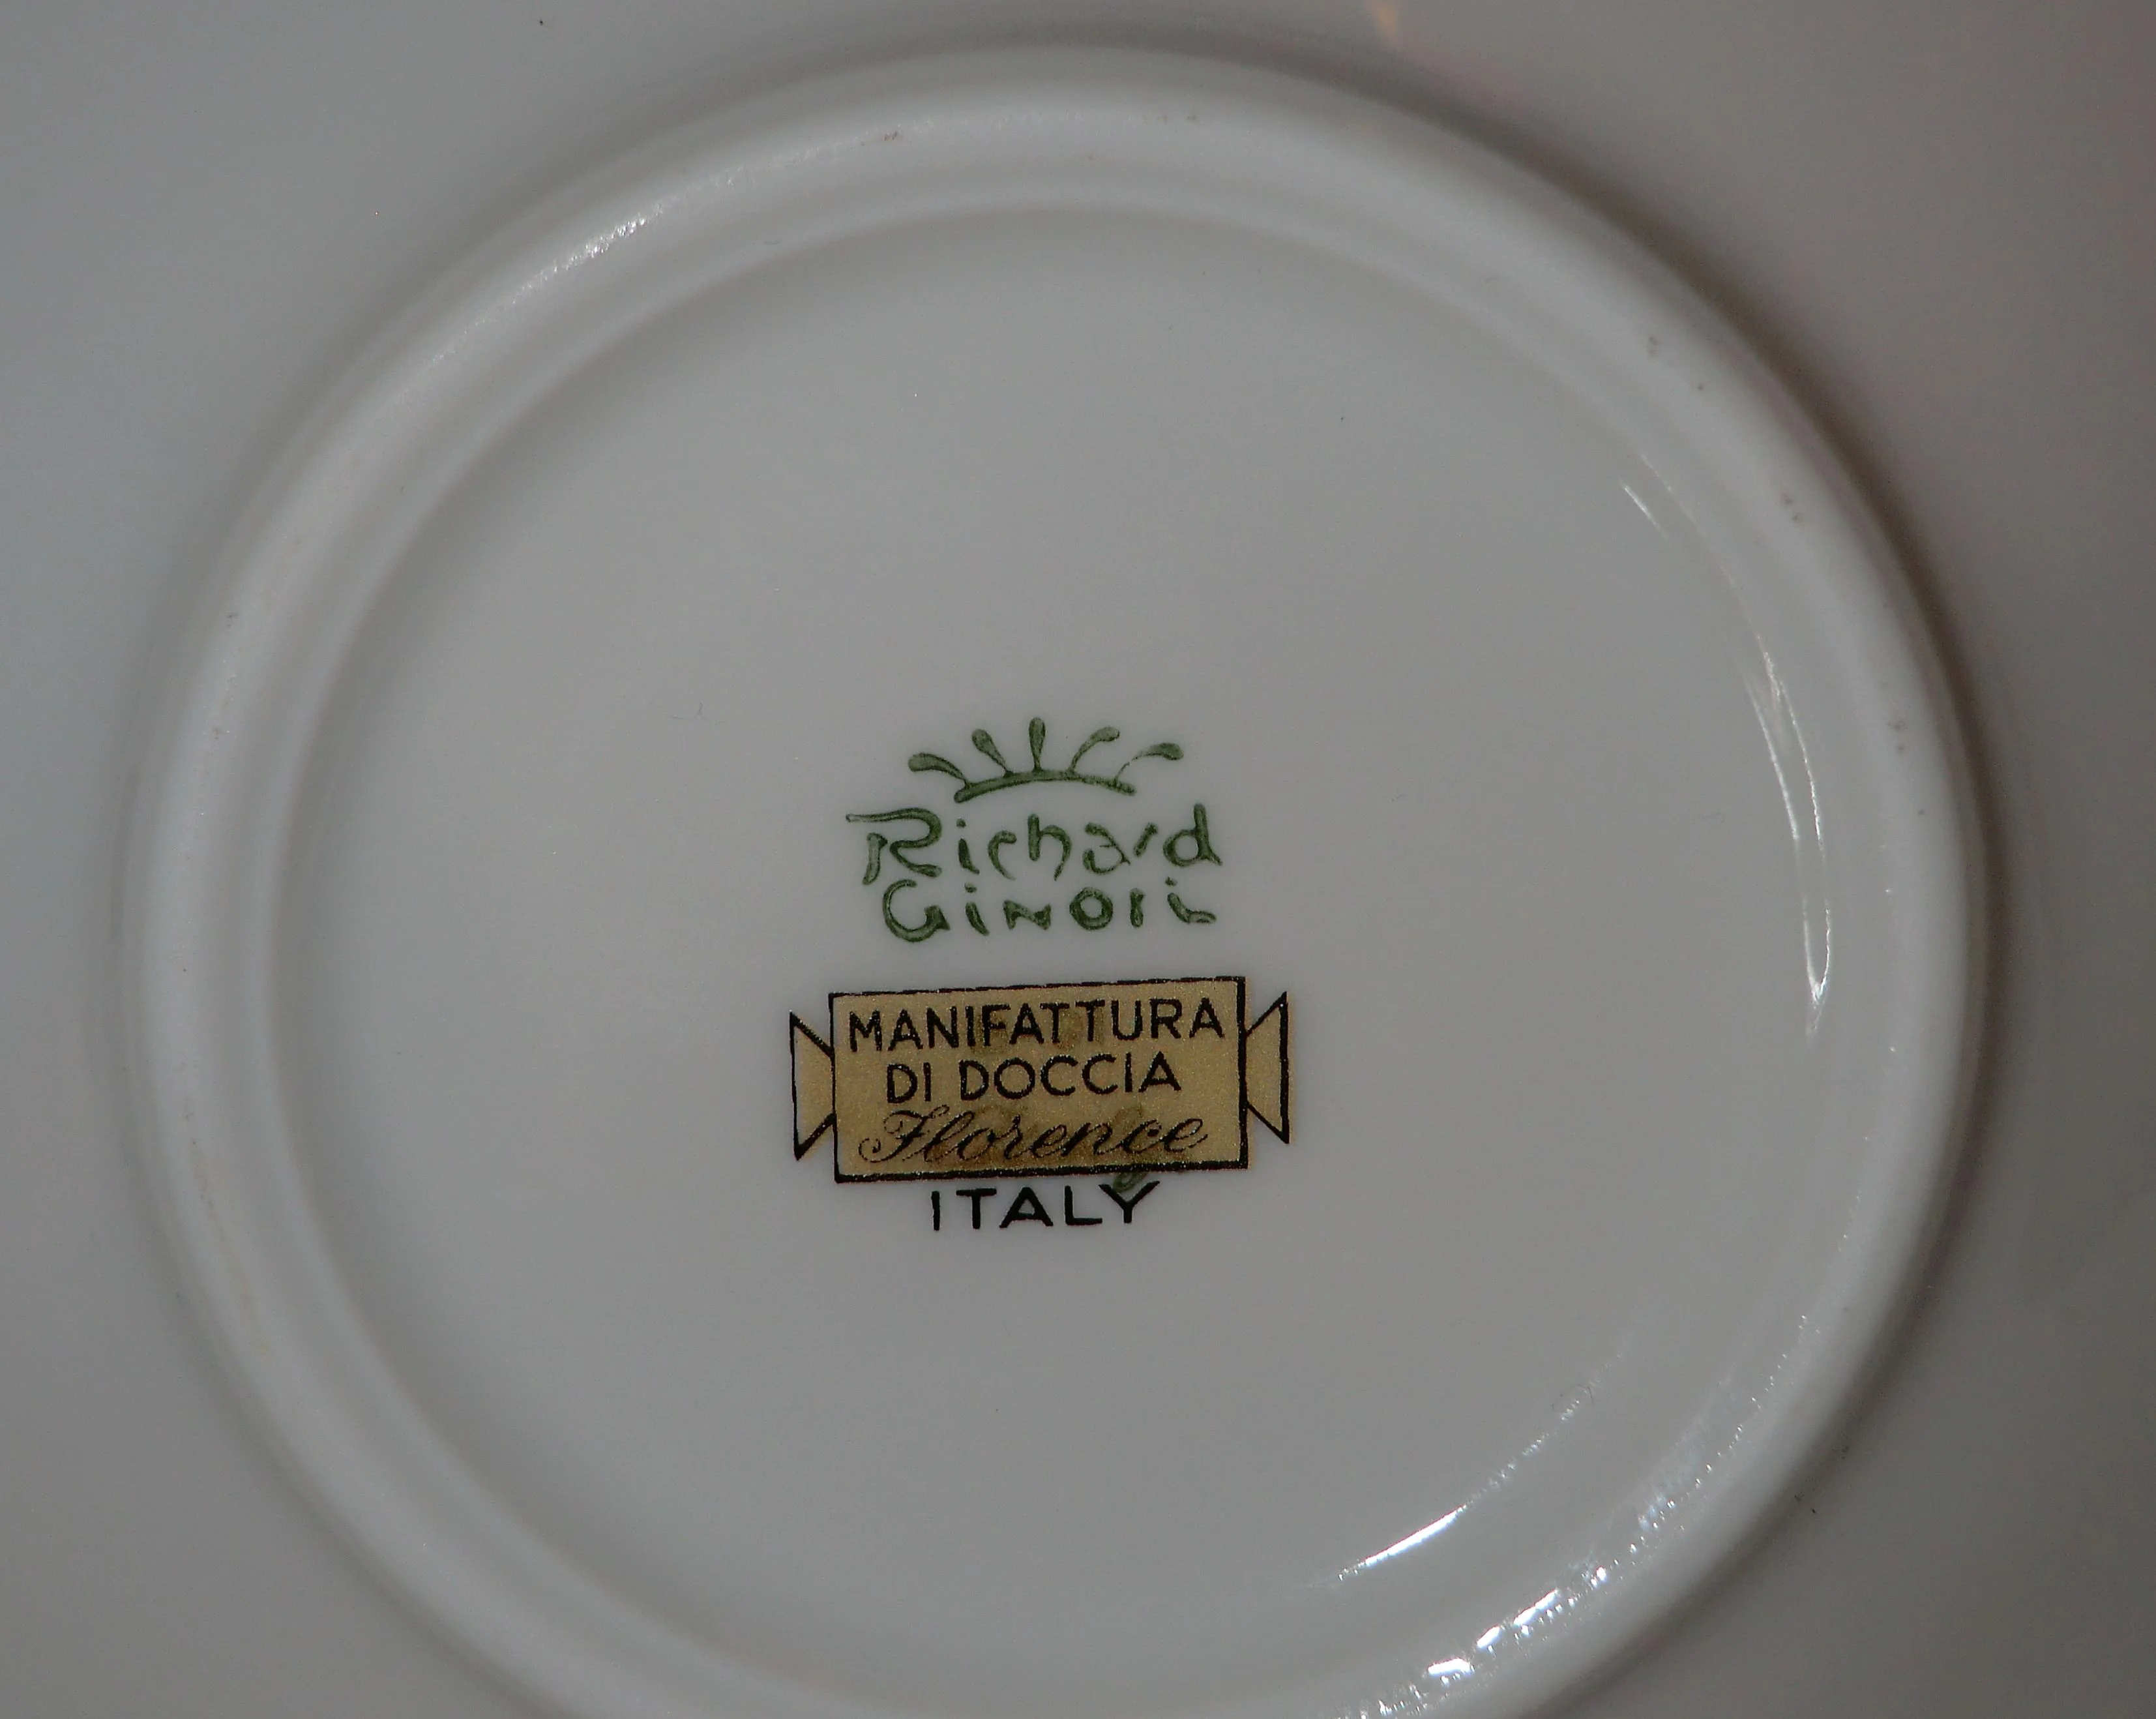 Richard
GiNORi
MANIFATTURA
DI DOCCIA
Florence
ITALY